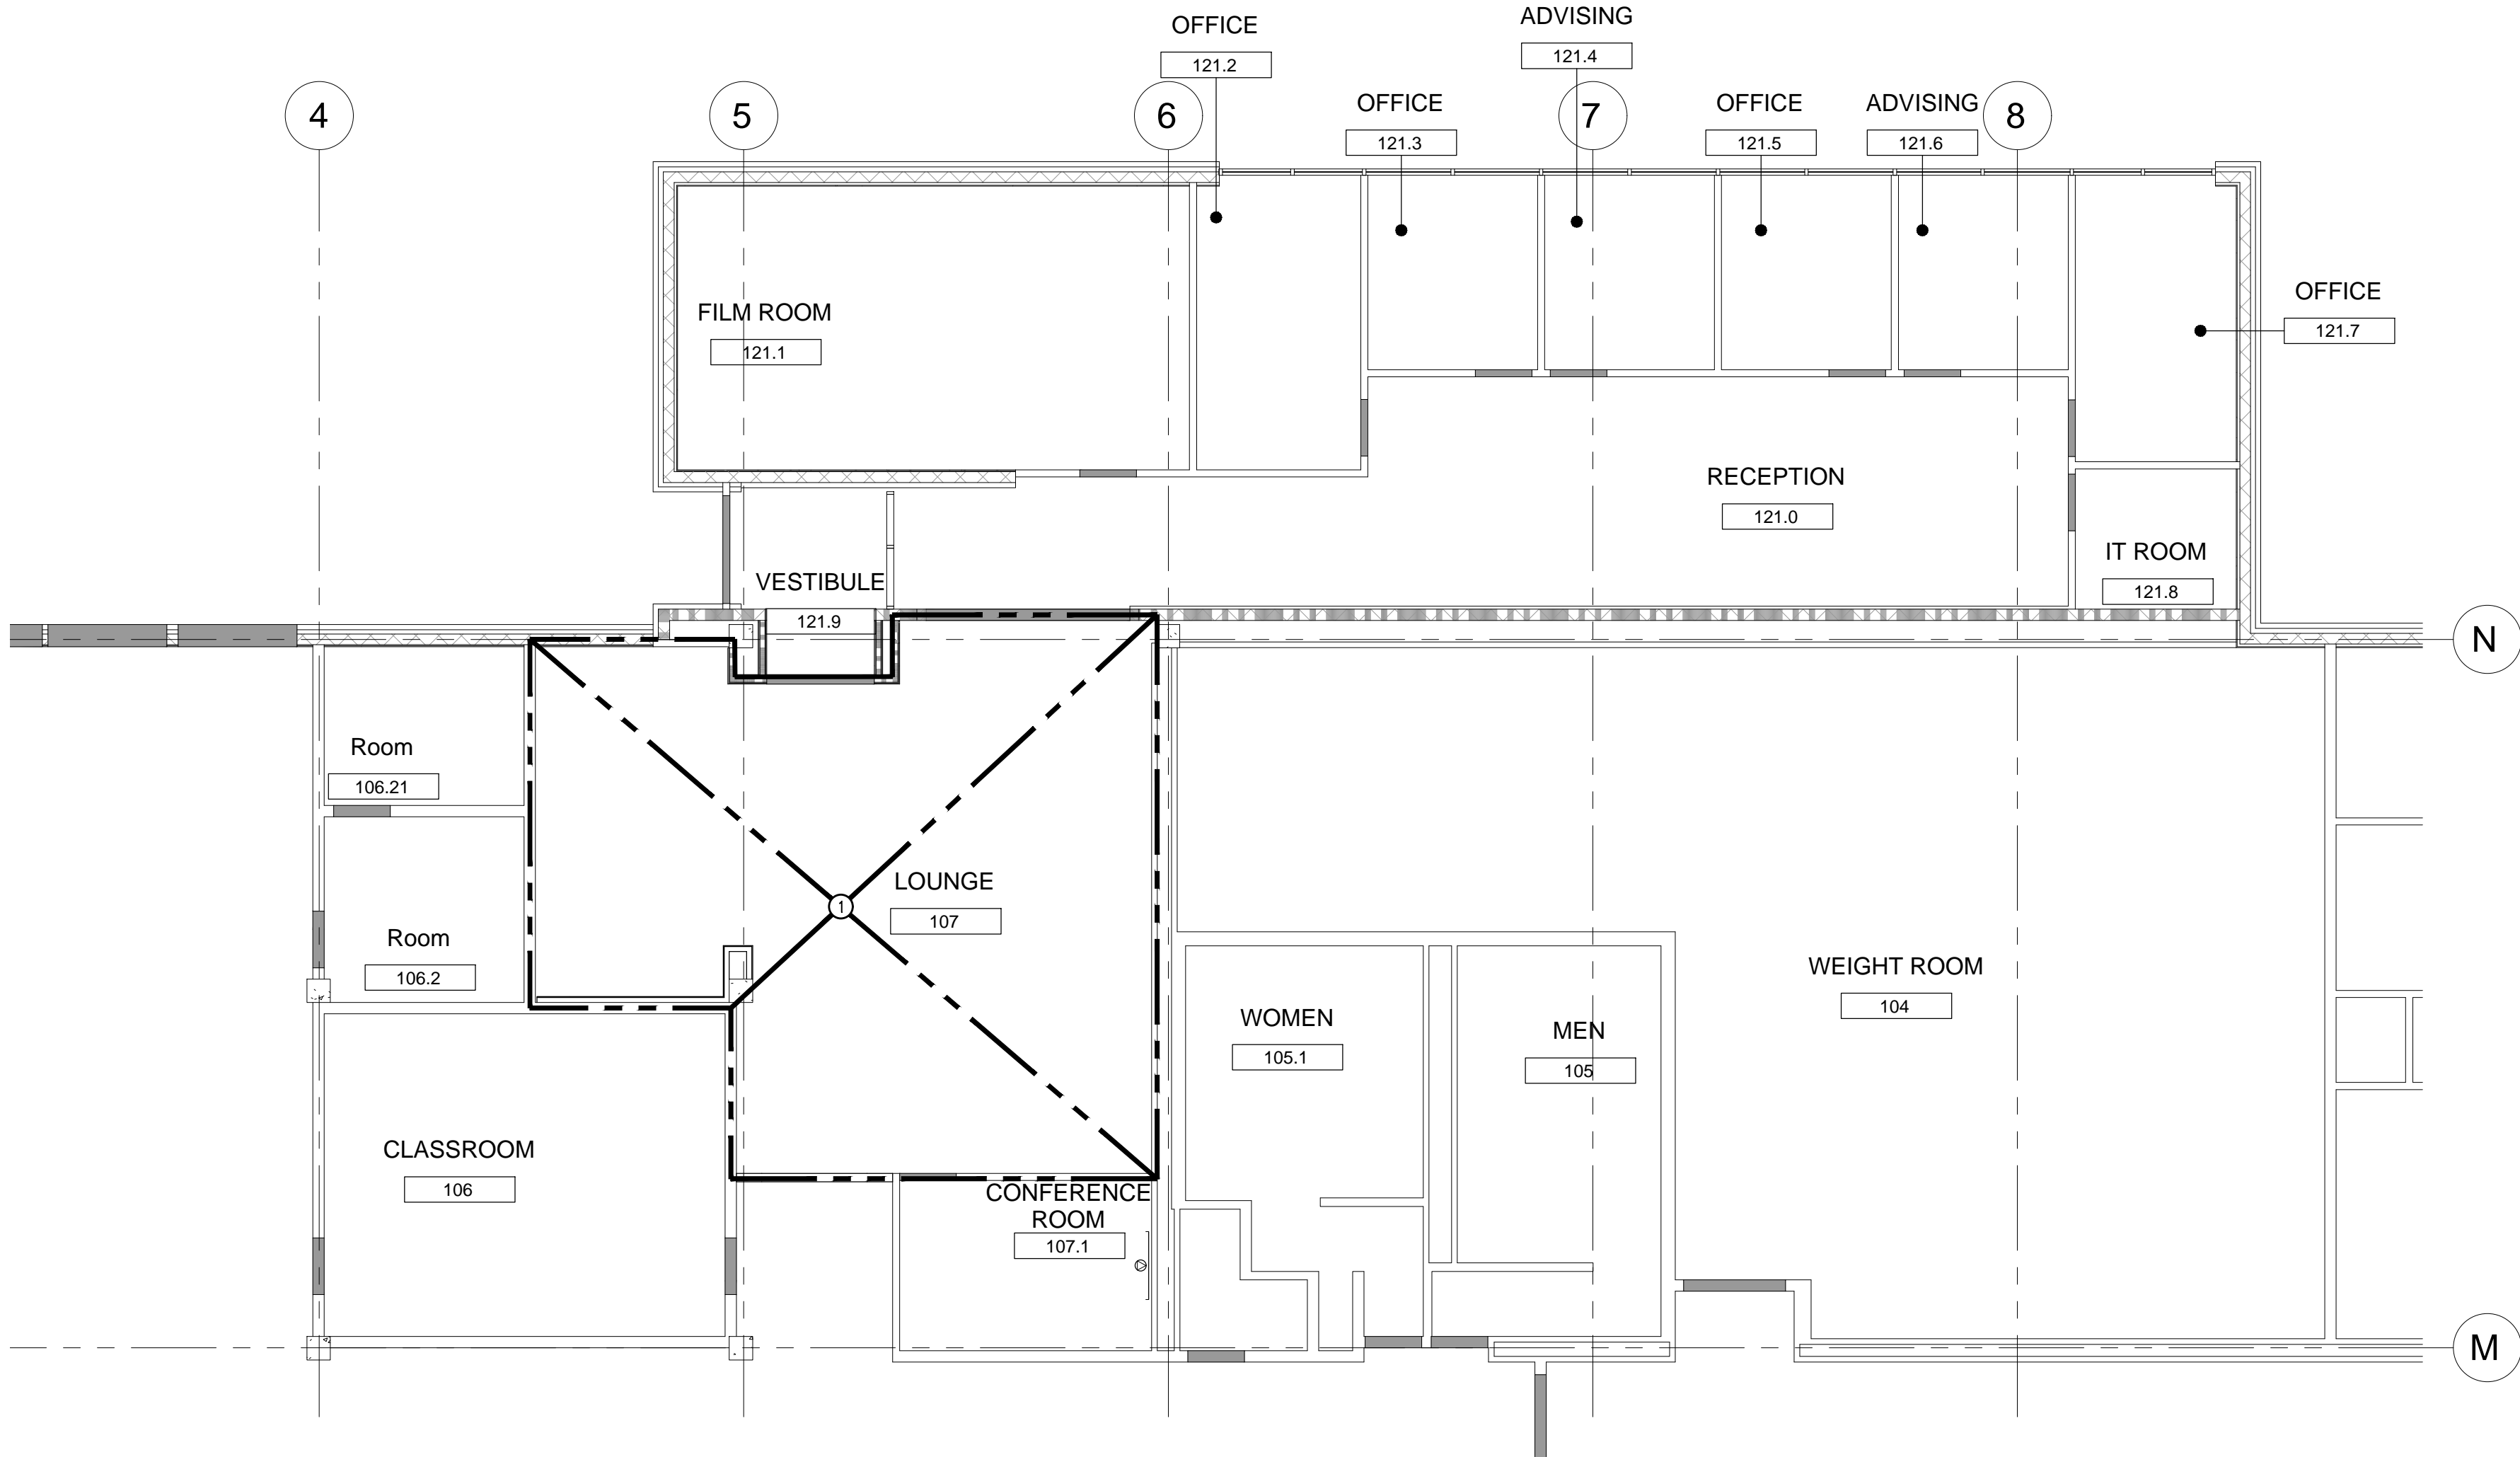 OFFICE
121.2
ADVISING
121.4
4
5
6
OFFICE
121.3
7
OFFICE
121.5
ADVISING
121.6
8
FILM ROOM
121.1
OFFICE
121.7
RECEPTION
121.0
IT ROOM
121.8
VESTIBULE
121.9
N
Room
106.21
LOUNGE
107
1
Room
106.2
WEIGHT ROOM
104
WOMEN
105.1
MEN
105
CLASSROOM
106
CONFERENCE
ROOM
107.1
M